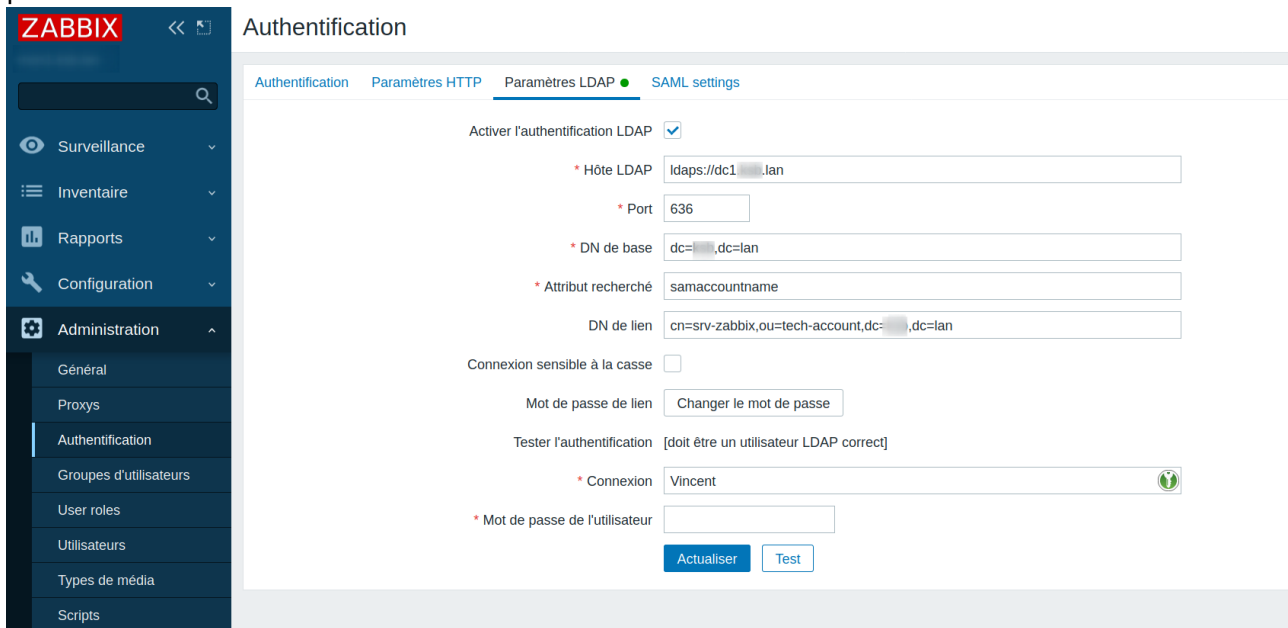 ZABBIX
Surveillance
Inventaire
Rapports
Configuration
Administration
Général
Proxys
Authentification
Groupes d'utilisateurs
User roles
Utilisateurs
Types de média
Scripts
Authentification
Authentification Paramètres HTTP Paramètres LDAP SAML settings
Activer l'authentification LDAP
* Hôte LDAP ldaps://dc1 .lan
* Port 636
* DN de base dc= ,dc=lan
* Attribut recherché samaccountname
DN de lien cn=srv-zabbix,ou=tech-account,dc= ,dc=lan
Connexion sensible à la casse
Mot de passe de lien Changer le mot de passe
Tester l'authentification [doit être un utilisateur LDAP correct]
* Connexion Vincent
* Mot de passe de l'utilisateur
Actualiser Test